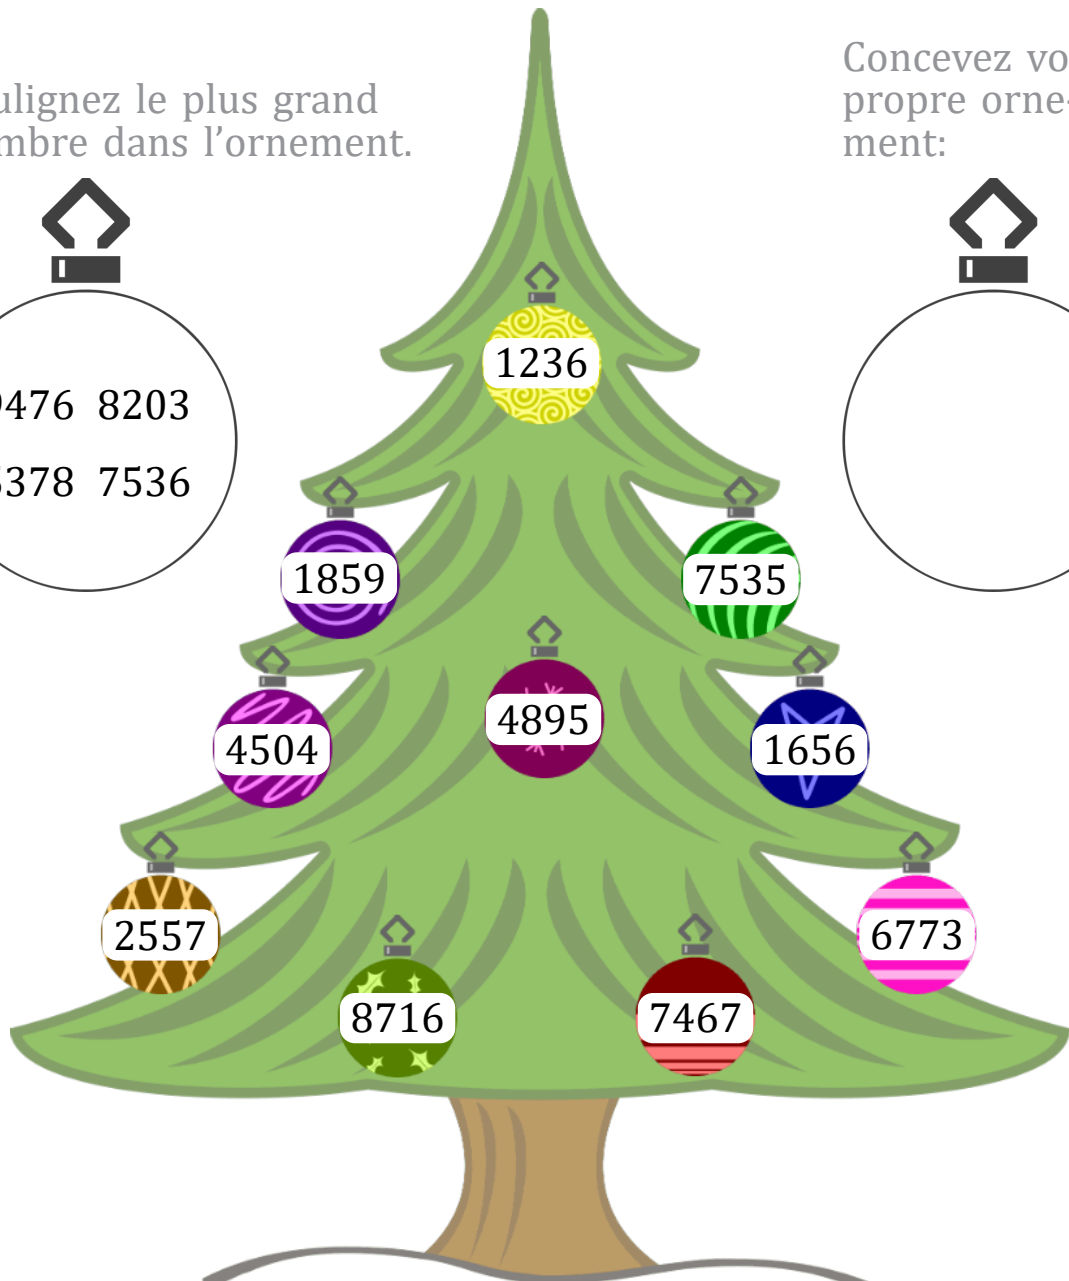 ulignez le plus grand
mbre dans l'ornement.
Concevez vo
propre orne-
ment:
476 8203
378 7536
1236
1859
7535
4504
4895
1656
2557
6773
8716
7467